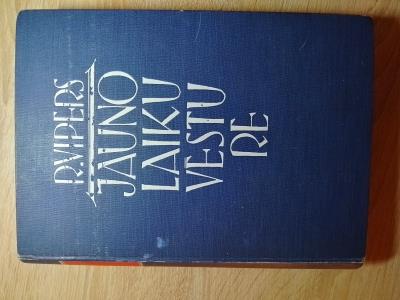 R.VIPERS
JAUNO
LAIKU
VESTU
RE